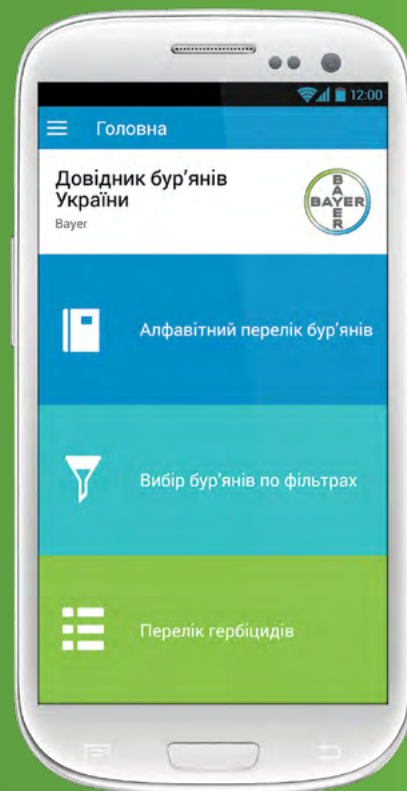 12:00
Головна
Довідник бур’янів
України
Bayer
BAYER
BAYER
Алфавітний перелік бур’янів
Вибір бур’янів по фільтрах
Перелік гербіцидів